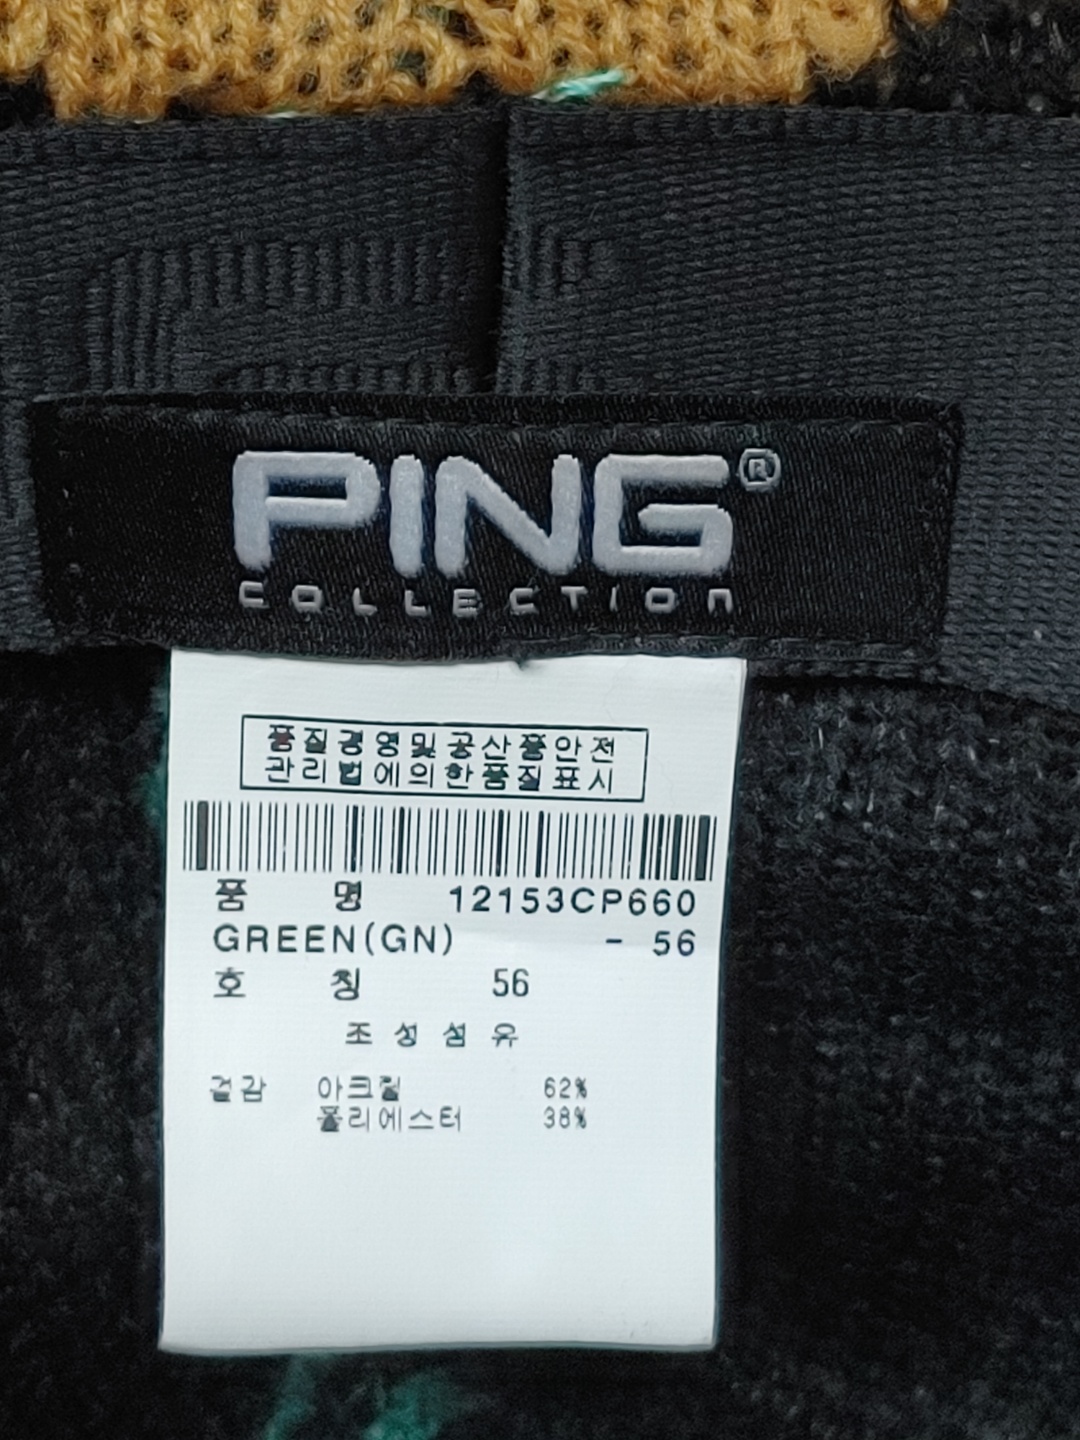 PING®
COLLECTION
품질경영및공산품안전
관리법에의한품질표시
품 명 12153CP660
GREEN(GN) - 56
호 칭 56
조성섬유
겉감 아크릴 62%
폴리에스터 38%